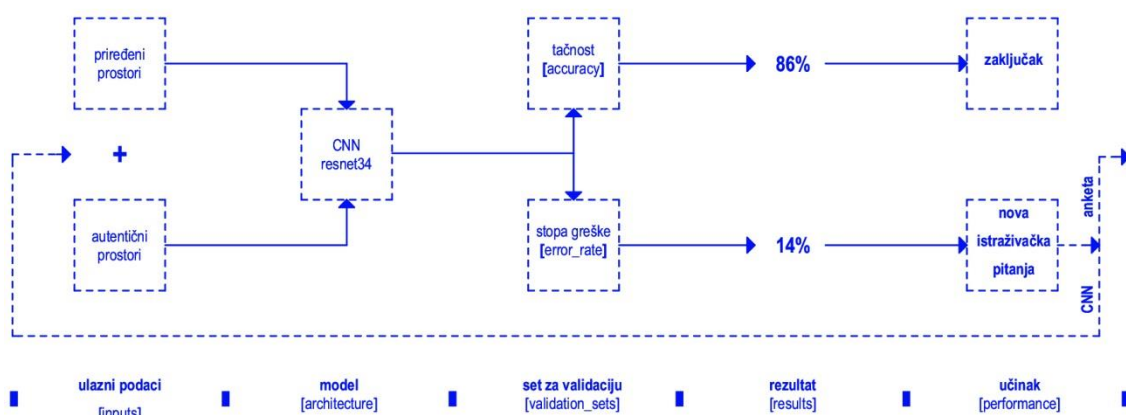 priređeni
prostori
+
autentični
prostori
CNN
resnet34
tačnost
[accuracy]
stopa greške
[error_rate]
86%
14%
zaključak
nova
istraživačka
pitanja
anketa
CNN
ulazni podaci
[inputs]
model
[architecture]
set za validaciju
[validation_sets]
rezultat
[results]
učinak
[performance]